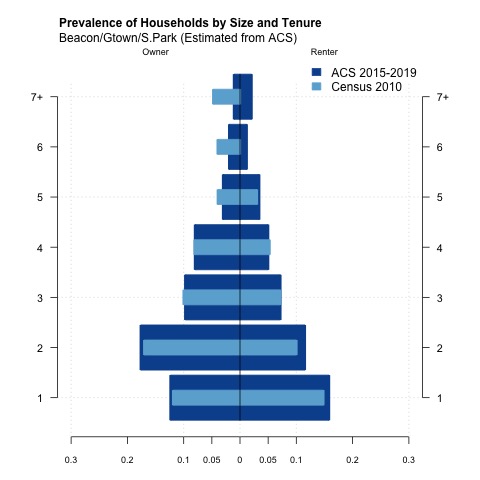 Prevalence of Households by Size and Tenure
Beacon/Gtown/S.Park (Estimated from ACS)
Owner Renter
ACS 2015-2019
Census 2010
7+ 7+
6 6
5 5
4 4
3 3
2 2
1 1
0.3 0.2 0.1 0.05 0 0.05 0.1 0.2 0.3